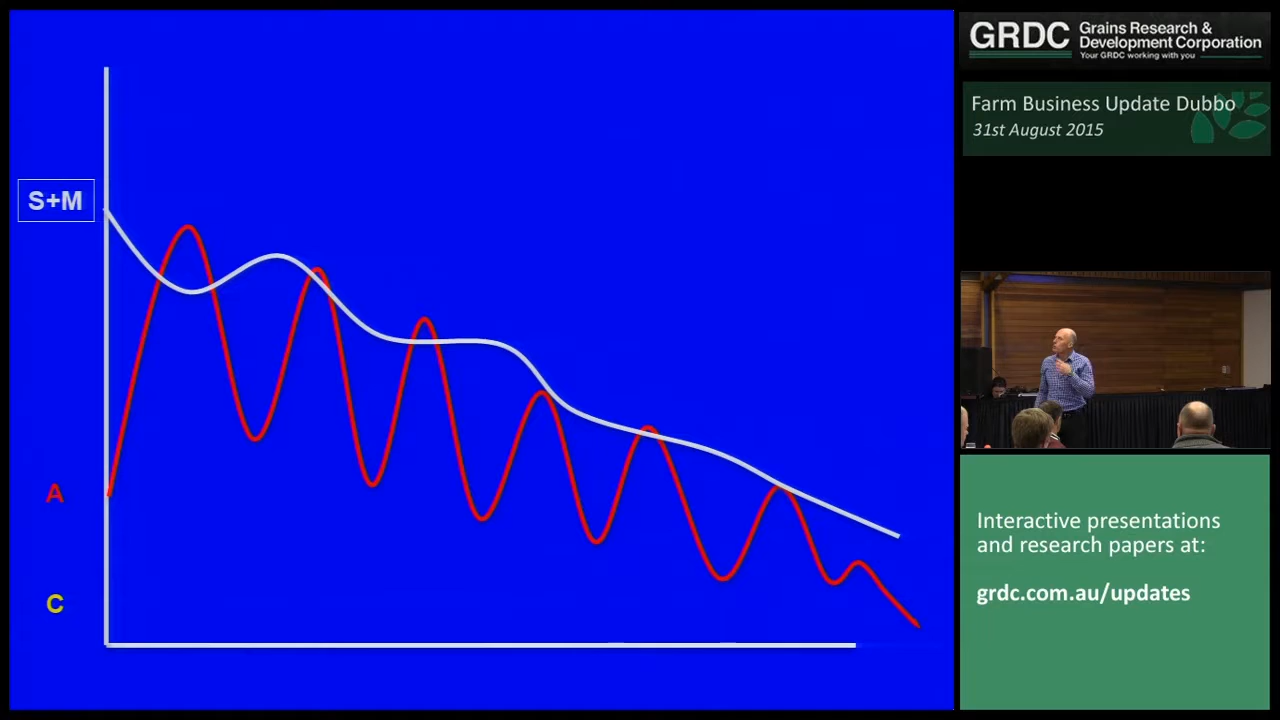 S+M
A
C
GRDC
Grains Research &
Development Corporation
Your GRDC working with you
Farm Business Update Dubbo
31st August 2015
Interactive presentations
and research papers at:
grdc.com.au/updates